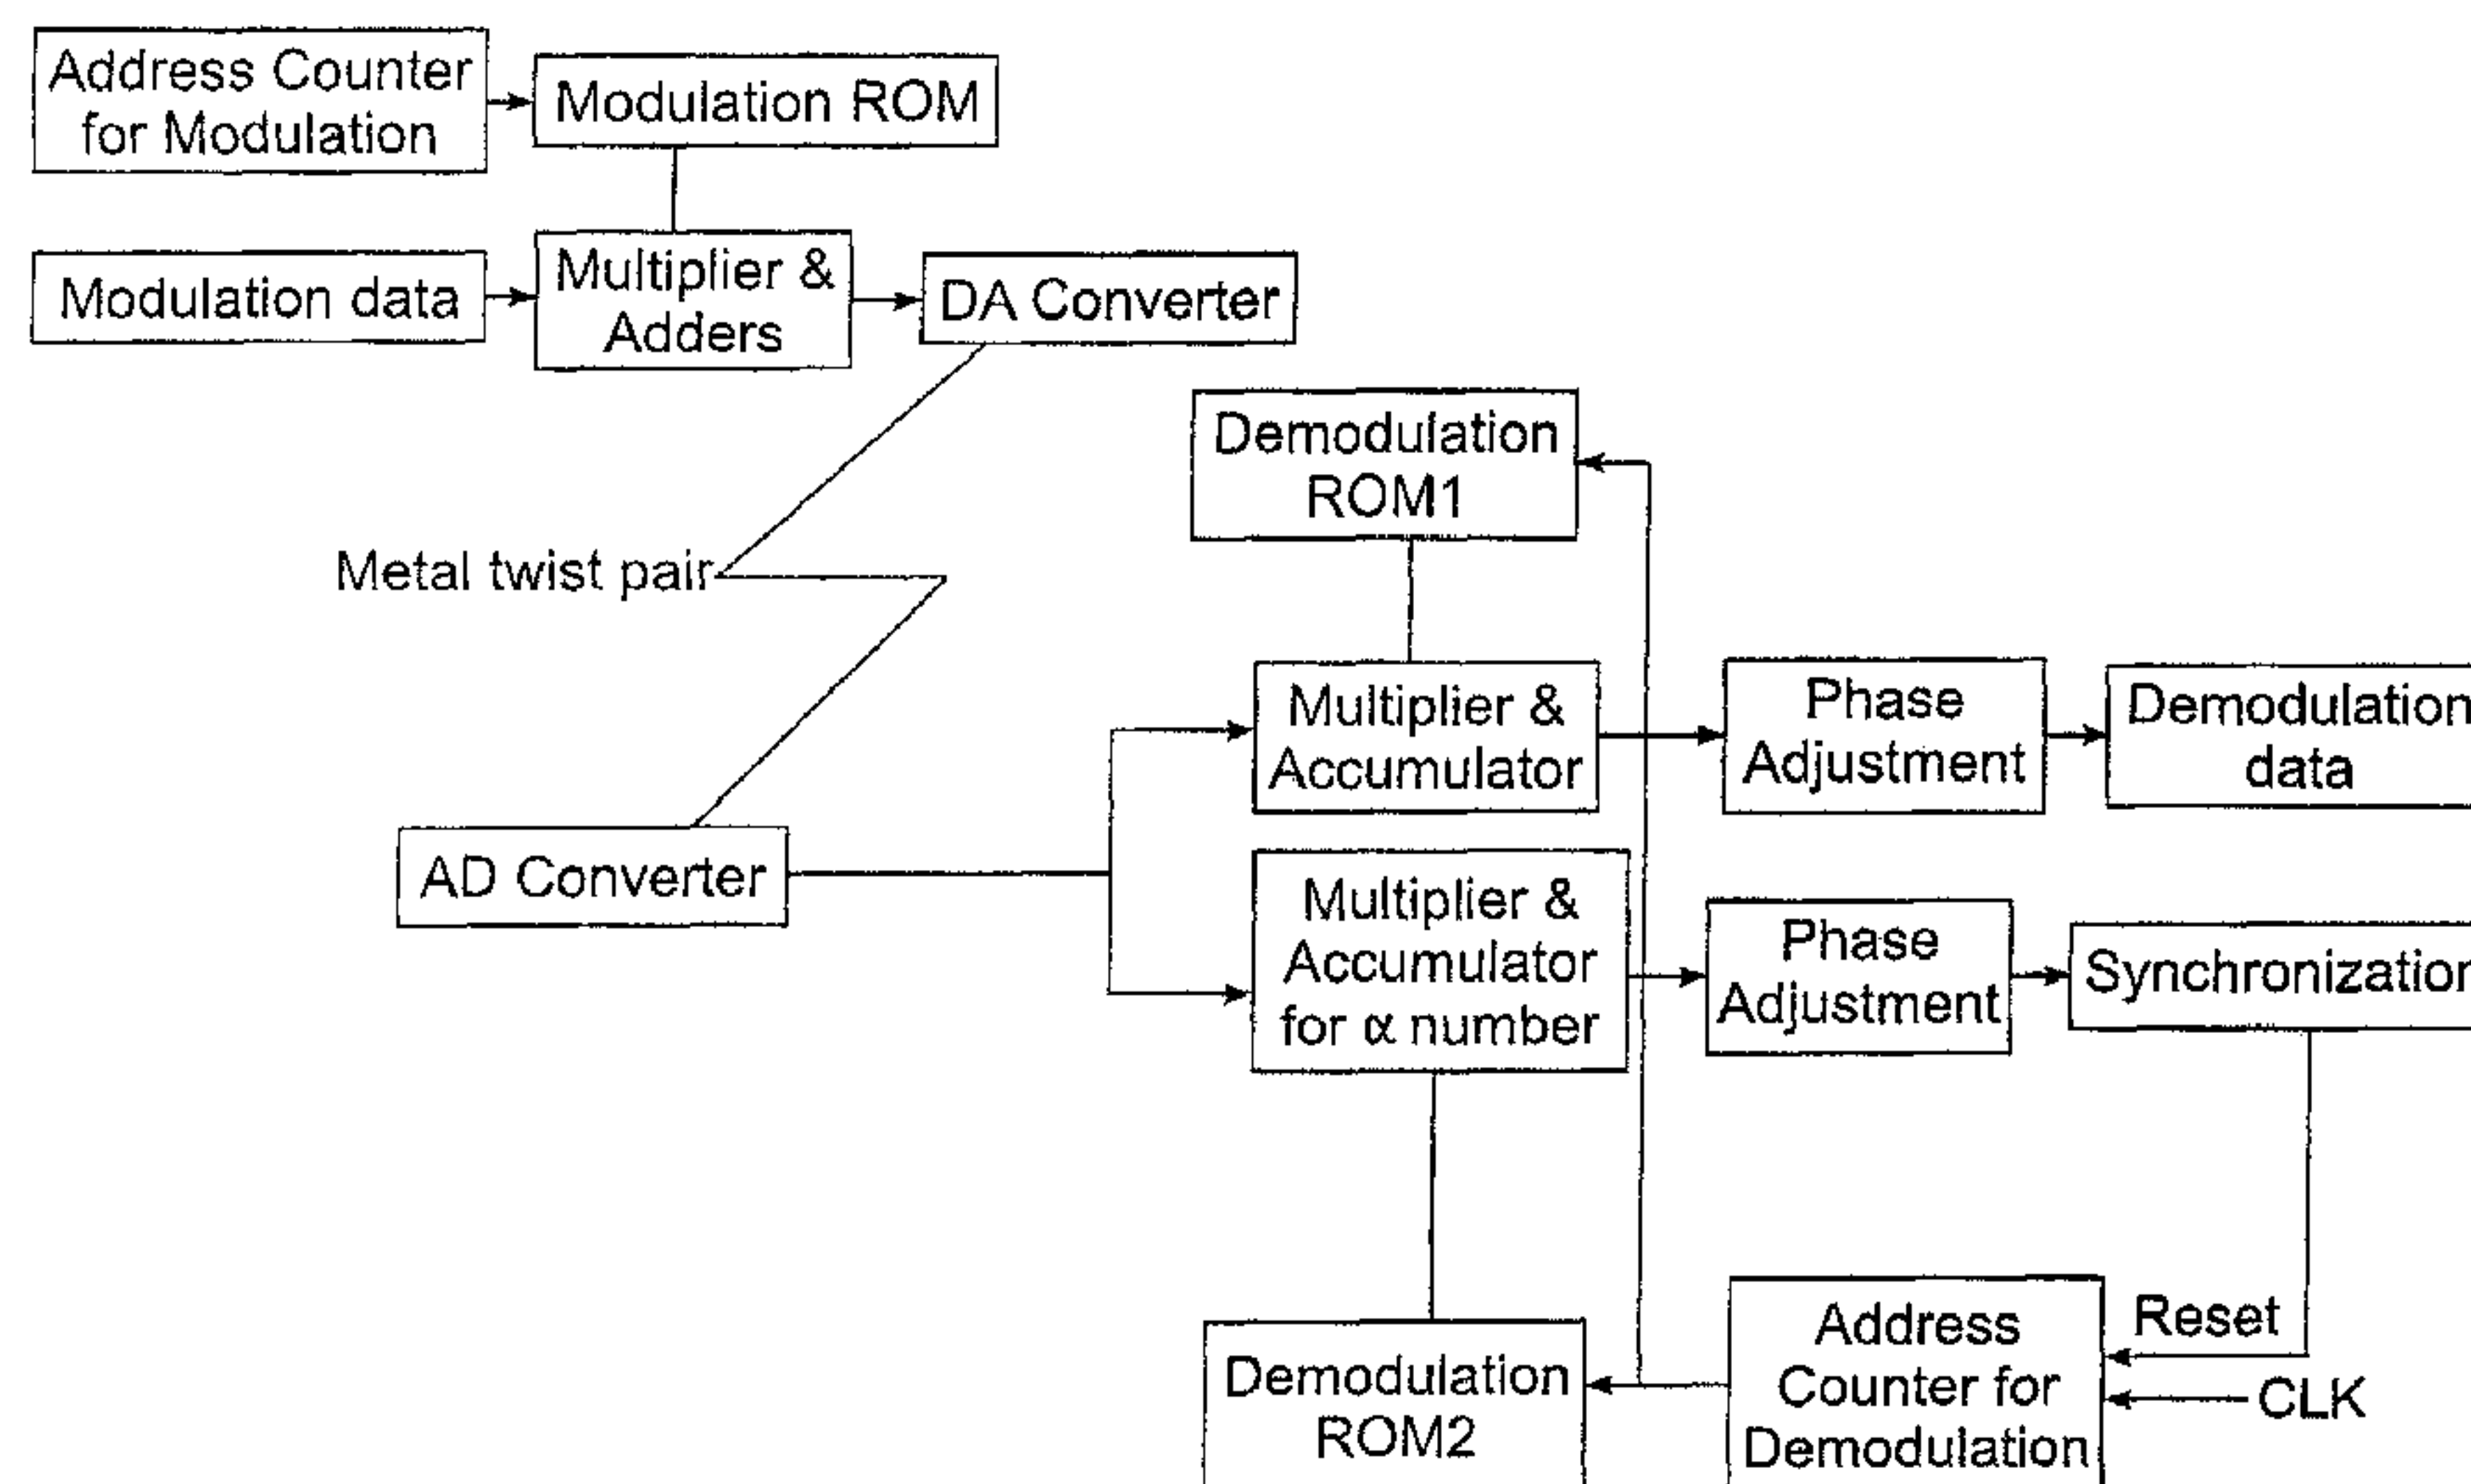 Address Counter
for Modulation
Modulation ROM
Modulation data
Multiplier &
Adders
DA Converter
Demodulation
ROM1
Metal twist pair
Multiplier &
Accumulator
Phase
Adjustment
Demodulation
data
AD Converter
Multiplier &
Accumulator
for α number
Phase
Adjustment
Synchronization
Reset
CLK
Address
Counter for
Demodulation
Demodulation
ROM2